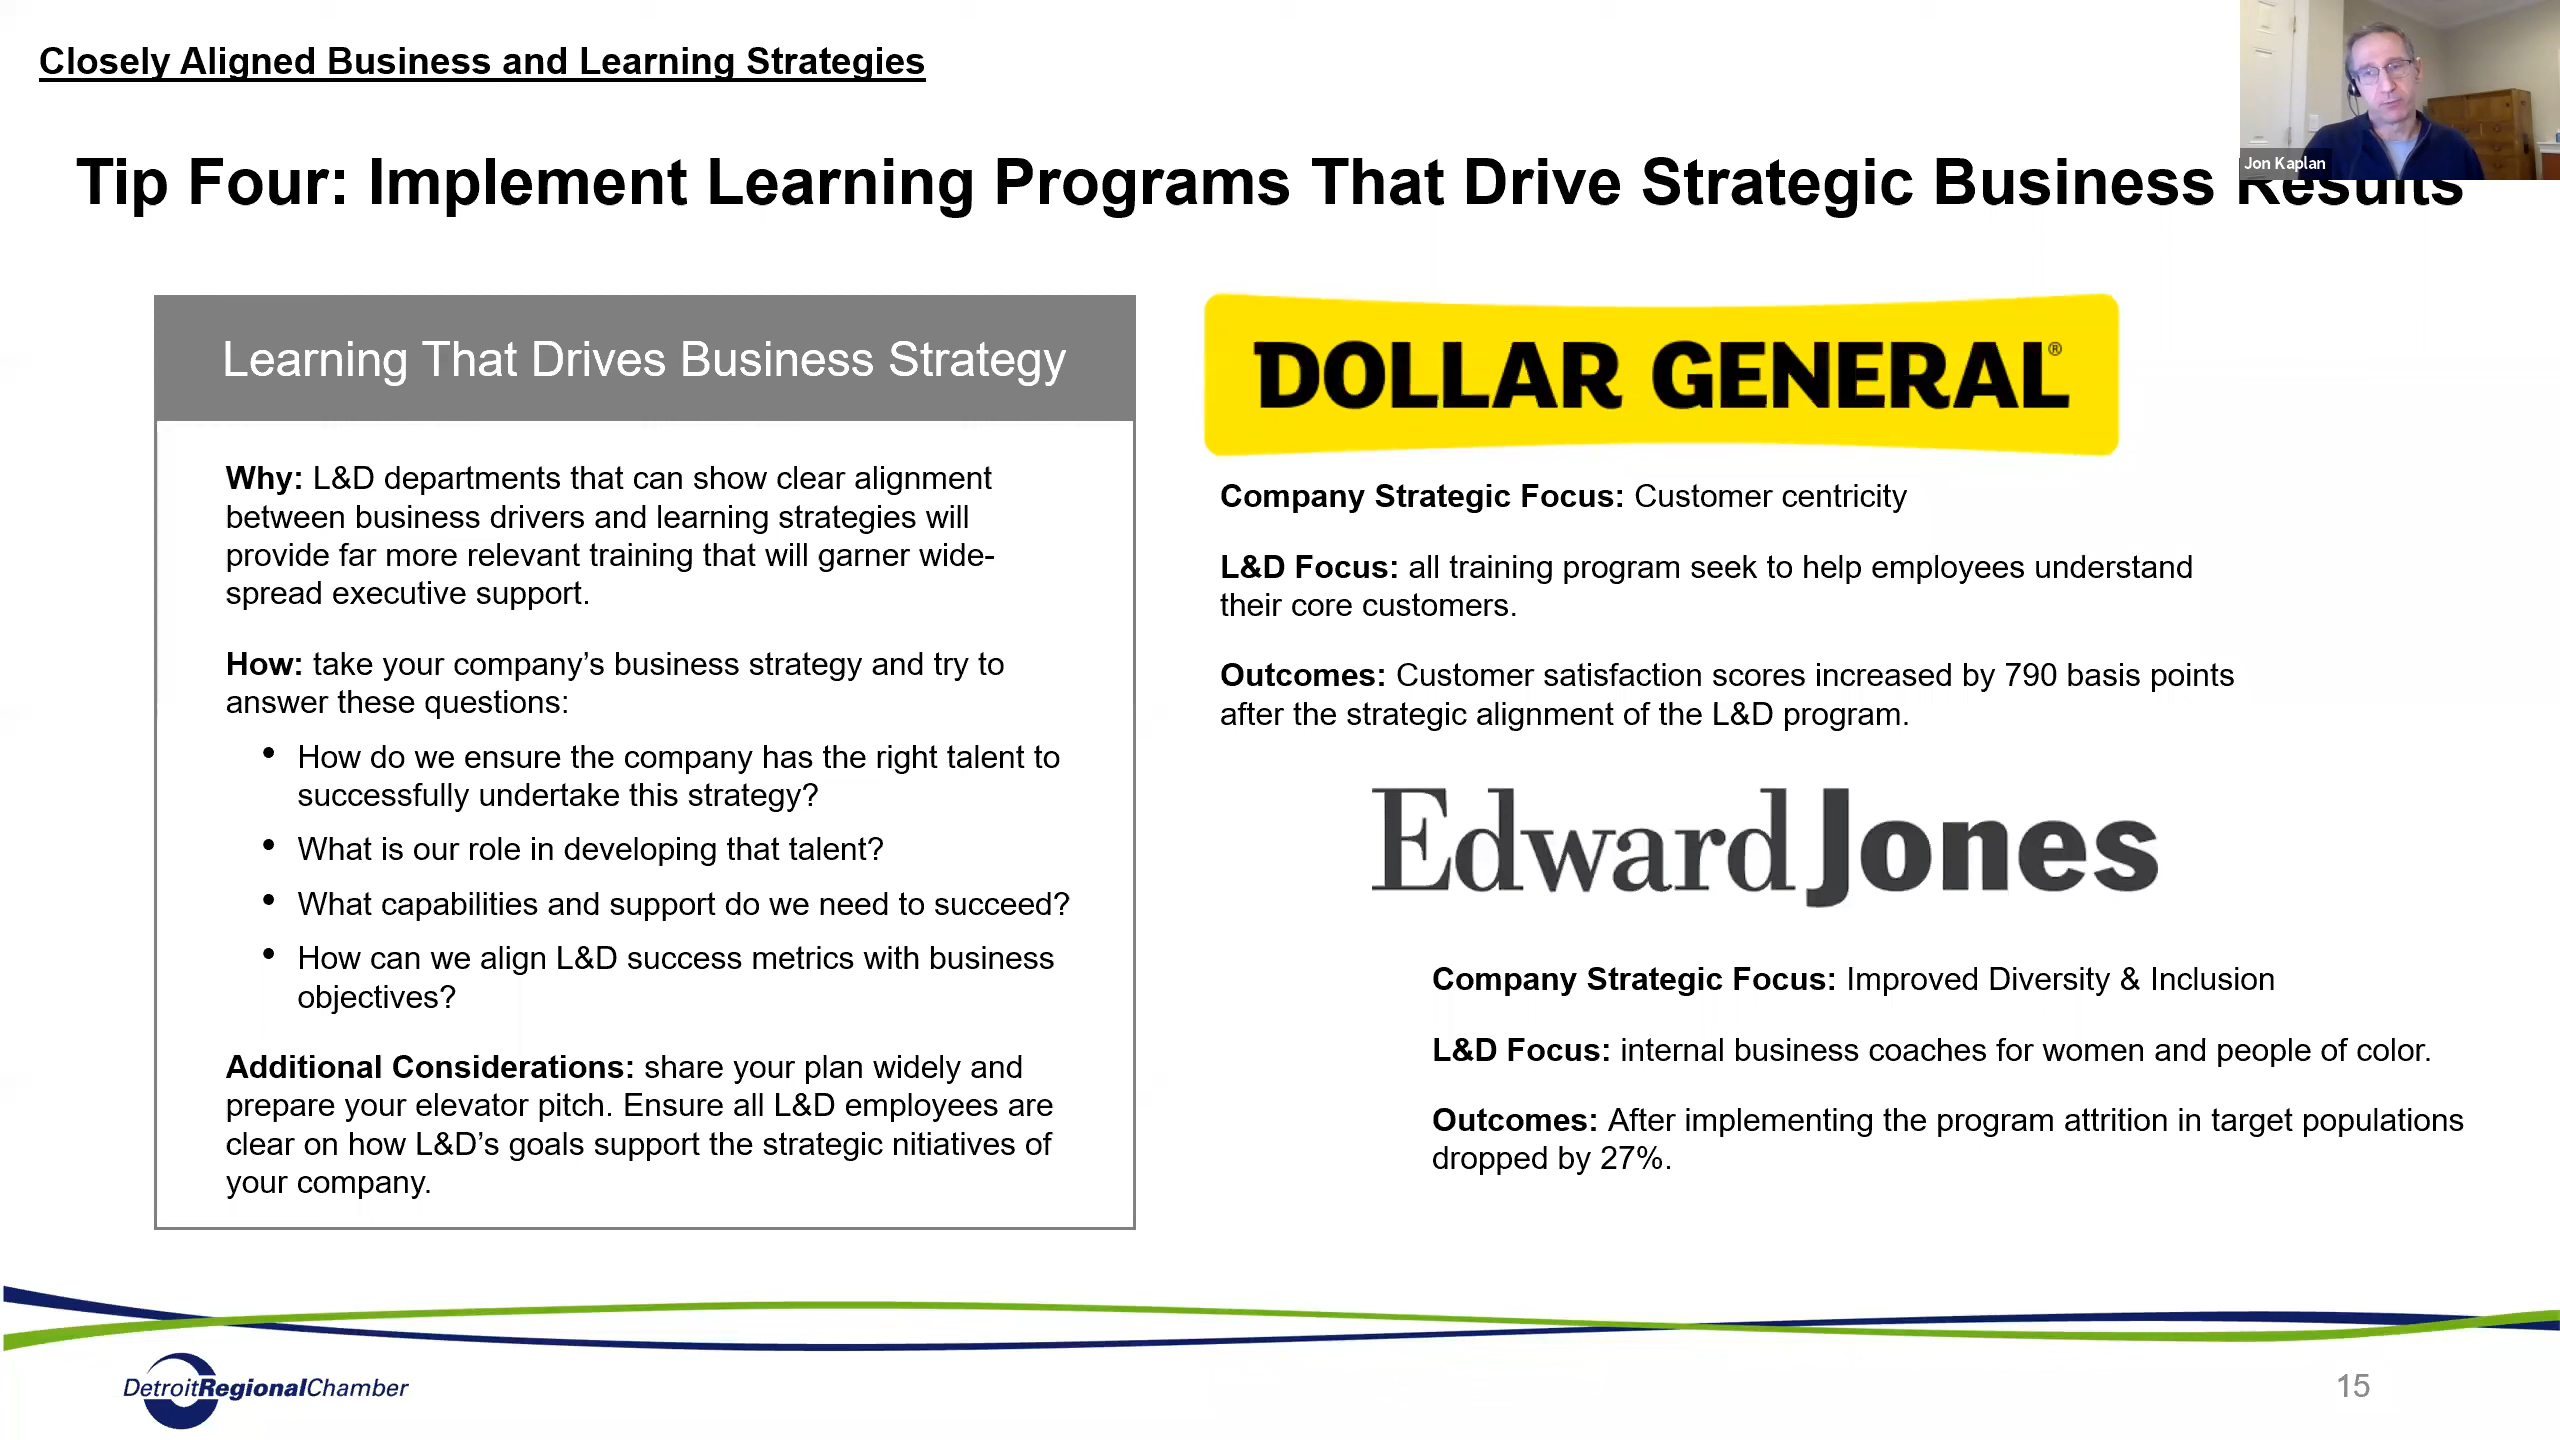 Closely Aligned Business and Learning Strategies
Jon Kaplan
Tip Four: Implement Learning Programs That Drive Strategic Business Results
Learning That Drives Business Strategy
Why: L&D departments that can show clear alignment
between business drivers and learning strategies will
provide far more relevant training that will garner wide-
spread executive support.
How: take your company’s business strategy and try to
answer these questions:
• How do we ensure the company has the right talent to
successfully undertake this strategy?
• What is our role in developing that talent?
• What capabilities and support do we need to succeed?
• How can we align L&D success metrics with business
objectives?
Additional Considerations: share your plan widely and
prepare your elevator pitch. Ensure all L&D employees are
clear on how L&D’s goals support the strategic nitiatives of
your company.
DOLLAR GENERAL®
Company Strategic Focus: Customer centricity
L&D Focus: all training program seek to help employees understand
their core customers.
Outcomes: Customer satisfaction scores increased by 790 basis points
after the strategic alignment of the L&D program.
Edward Jones
Company Strategic Focus: Improved Diversity & Inclusion
L&D Focus: internal business coaches for women and people of color.
Outcomes: After implementing the program attrition in target populations
dropped by 27%.
DetroitRegionalChamber
15